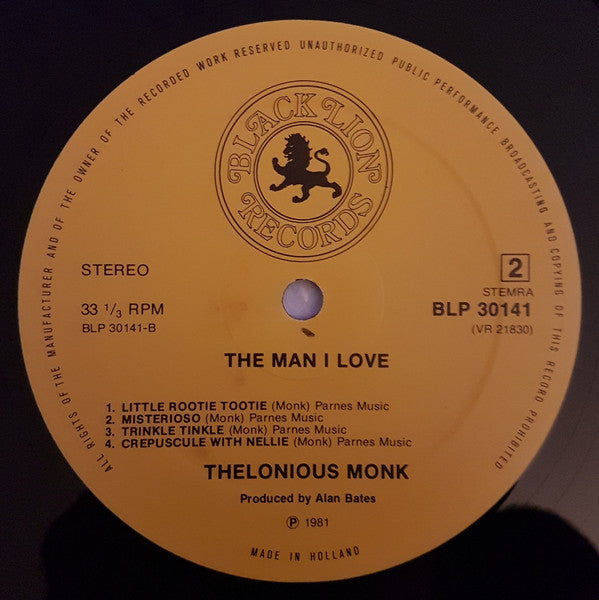 ALL RIGHTS OF THE MANUFACTURER AND OF THE OWNER OF THE RECORDED WORK RESERVED UNAUTHORIZED PUBLIC PERFORMANCE BROADCASTING AND COPYING OF THIS RECORD PROHIBITED
BLACK LION
RECORDS
STEREO
2
STEMRA
33 1/3 RPM
BLP 30141
BLP 30141-B
(VR 21830)
THE MAN I LOVE
1. LITTLE ROOTIE TOOTIE (Monk) Parnes Music
2. MISTERIOSO (Monk) Parnes Music
3. TRINKLE TINKLE (Monk) Parnes Music
4. CREPUSCULE WITH NELLIE (Monk) Parnes Music
THELONIOUS MONK
Produced by Alan Bates
℗ 1981
MADE IN HOLLAND